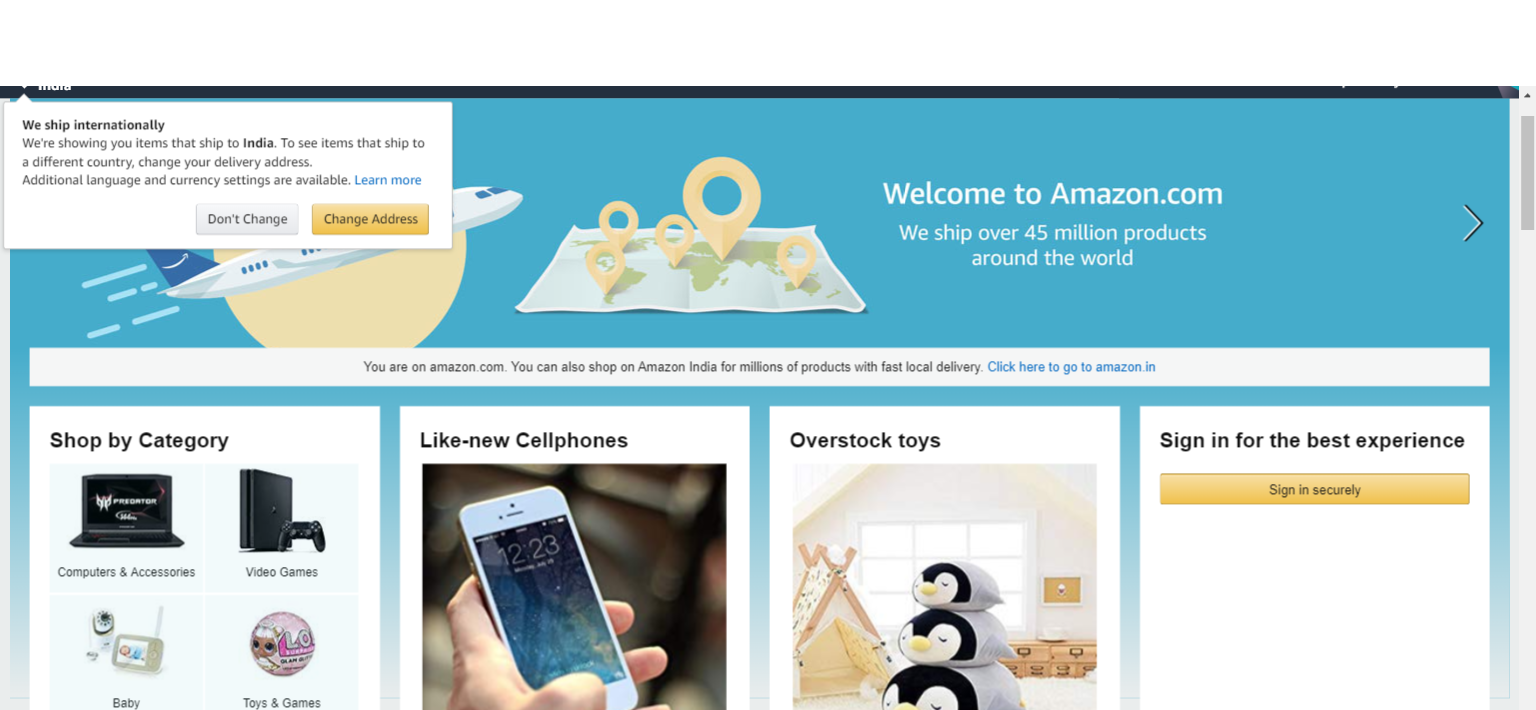 India
We ship internationally
We're showing you items that ship to India. To see items that ship to
a different country, change your delivery address.
Additional language and currency settings are available. Learn more
Don't Change
Change Address
Welcome to Amazon.com
We ship over 45 million products
around the world
You are on amazon.com. You can also shop on Amazon India for millions of products with fast local delivery. Click here to go to amazon.in
Shop by Category
Like-new Cellphones
Overstock toys
Sign in for the best experience
PREDATOR
Sign in securely
12:23
Computers & Accessories
Video Games
L.O.L.
Baby
Toys & Games